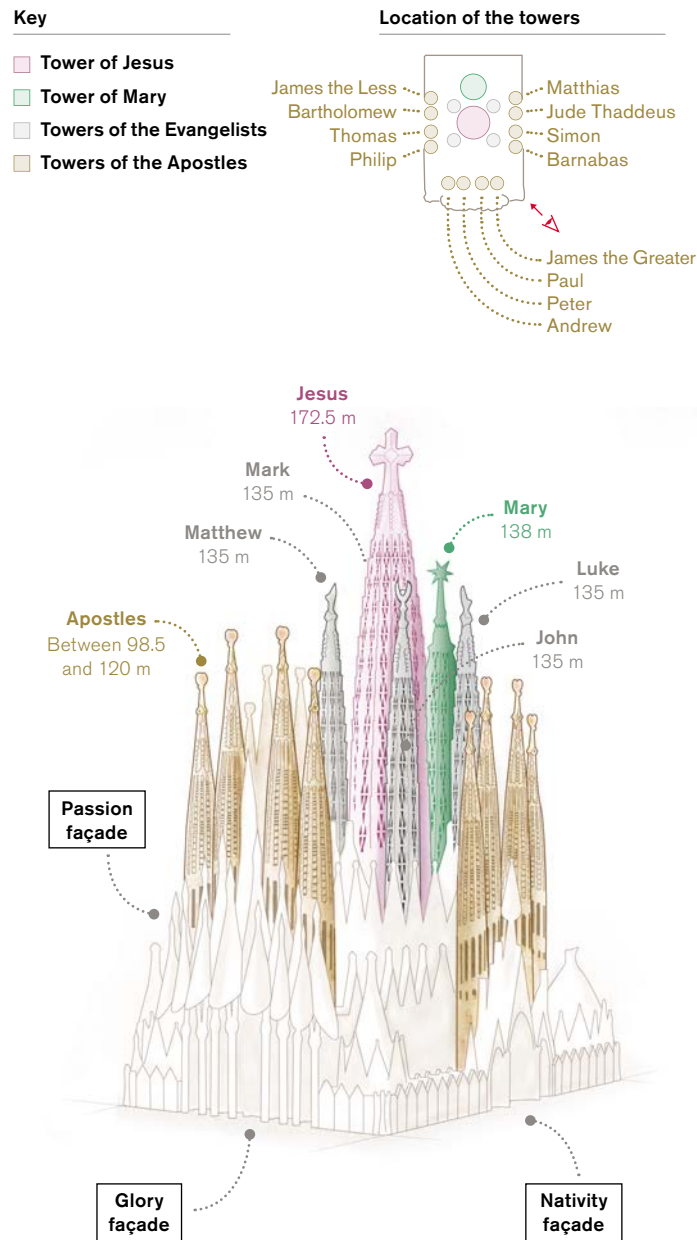 Key
Tower of Jesus
Tower of Mary
Towers of the Evangelists
Towers of the Apostles
Location of the towers
James the Less
Bartholomew
Thomas
Philip
Matthias
Jude Thaddeus
Simon
Barnabas
James the Greater
Paul
Peter
Andrew
Jesus
172.5 m
Mark
135 m
Matthew
135 m
Mary
138 m
Luke
135 m
John
135 m
Apostles
Between 98.5
and 120 m
Passion
façade
Glory
façade
Nativity
façade